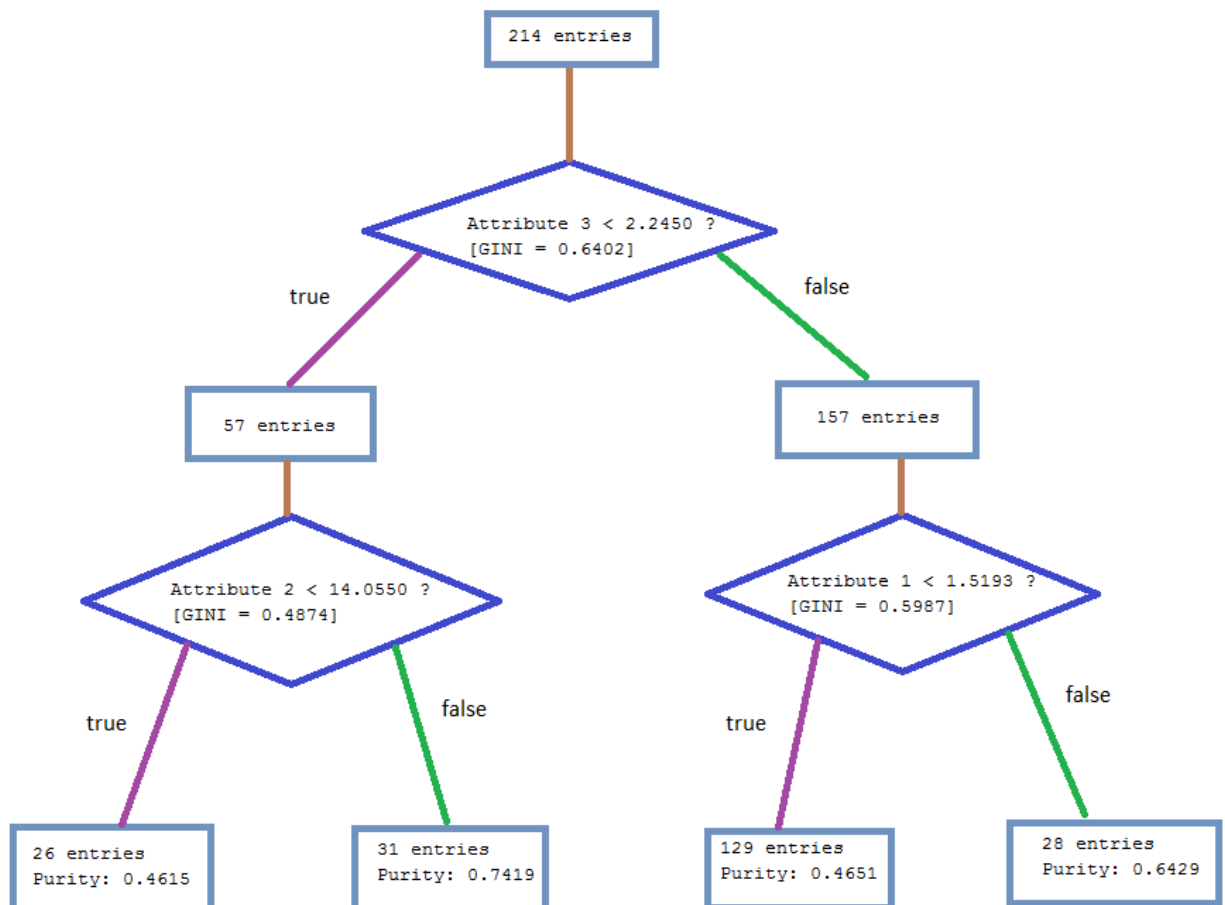 214 entries
Attribute 3 < 2.2450 ?
[GINI = 0.6402]
true
false
57 entries
157 entries
Attribute 2 < 14.0550 ?
[GINI = 0.4874]
Attribute 1 < 1.5193 ?
[GINI = 0.5987]
true
false
true
false
26 entries
Purity: 0.4615
31 entries
Purity: 0.7419
129 entries
Purity: 0.4651
28 entries
Purity: 0.6429